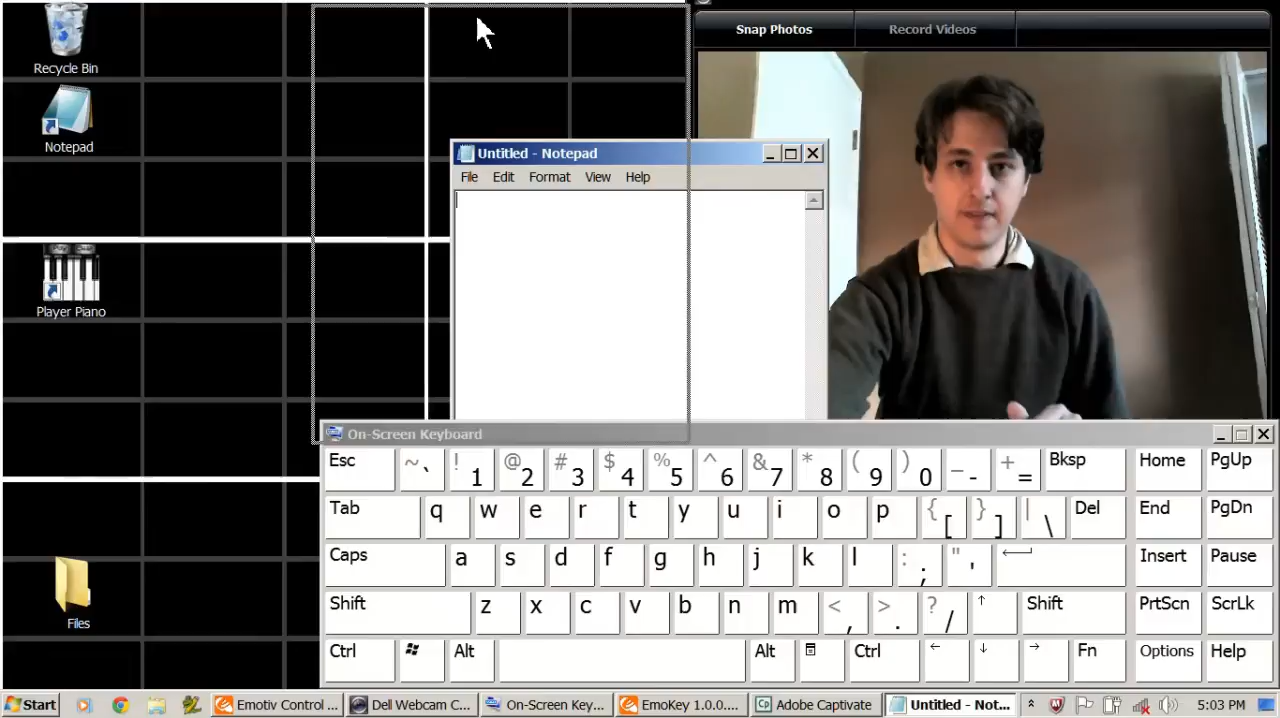 Snap Photos
Record Videos
Recycle Bin
Notepad
Untitled - Notepad
File Edit Format View Help
Player Piano
On-Screen Keyboard
Esc ~ ` ! 1 @ 2 # 3 $ 4 % 5 ^ 6 & 7 * 8 ( 9 ) 0 _ - + = Bksp Home PgUp
Tab q w e r t y u i o p { [ } ] | \ Del End PgDn
Caps a s d f g h j k l : ; " ' Insert Pause
Files
Shift z x c v b n m < , > . ? / ↑ Shift PrtScn ScrLk
Ctrl Alt Alt Ctrl ← ↓ → Fn Options Help
Start Emotiv Control ... Dell Webcam C... On-Screen Key... EmoKey 1.0.0.... Adobe Captivate Untitled - Not... 5:03 PM